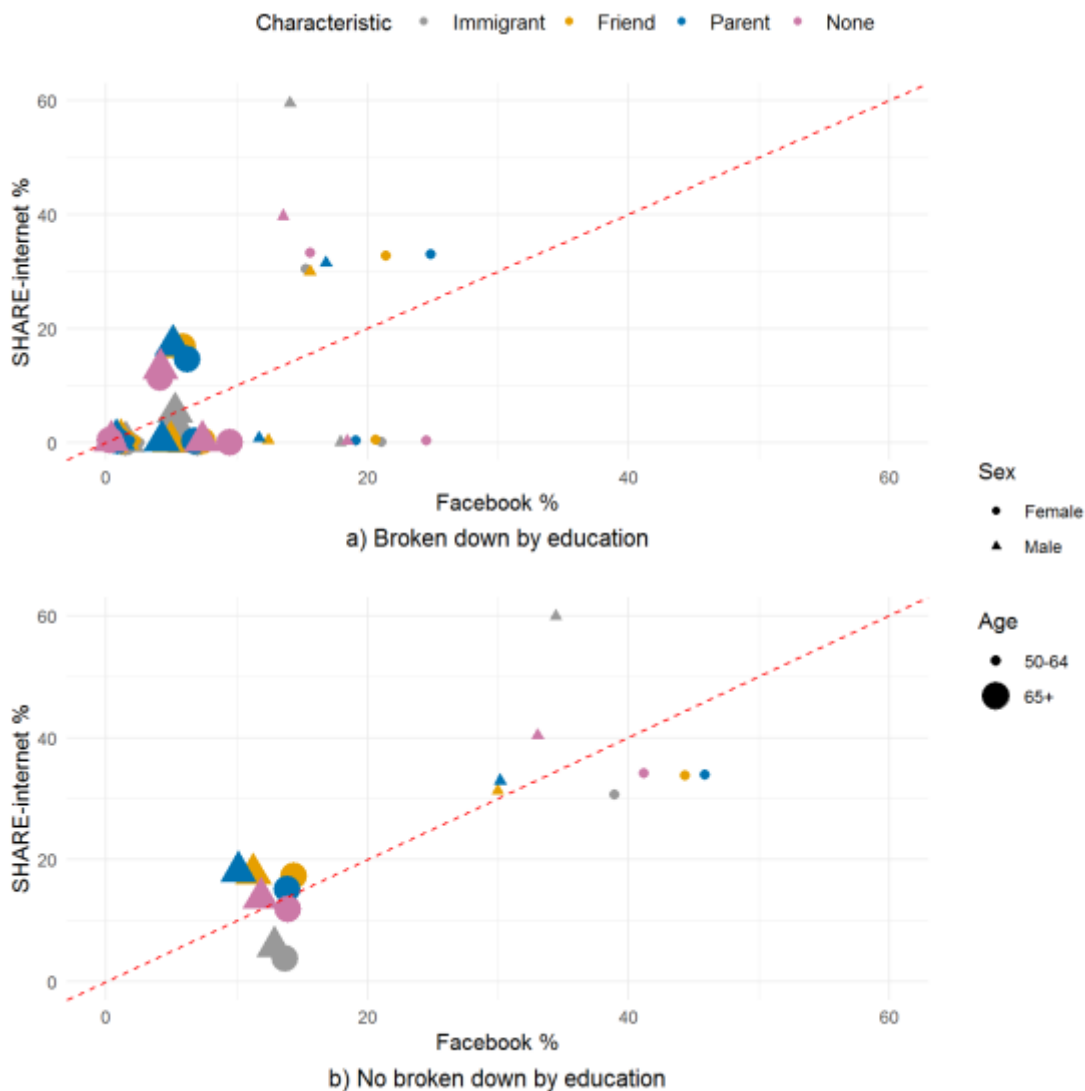 Characteristic Immigrant Friend Parent None
60
40
20
0
SHARE-internet %
0 20 40 60
Facebook %
a) Broken down by education
Sex
Female
Male
Age
50-64
65+
60
40
20
0
SHARE-internet %
0 20 40 60
Facebook %
b) No broken down by education